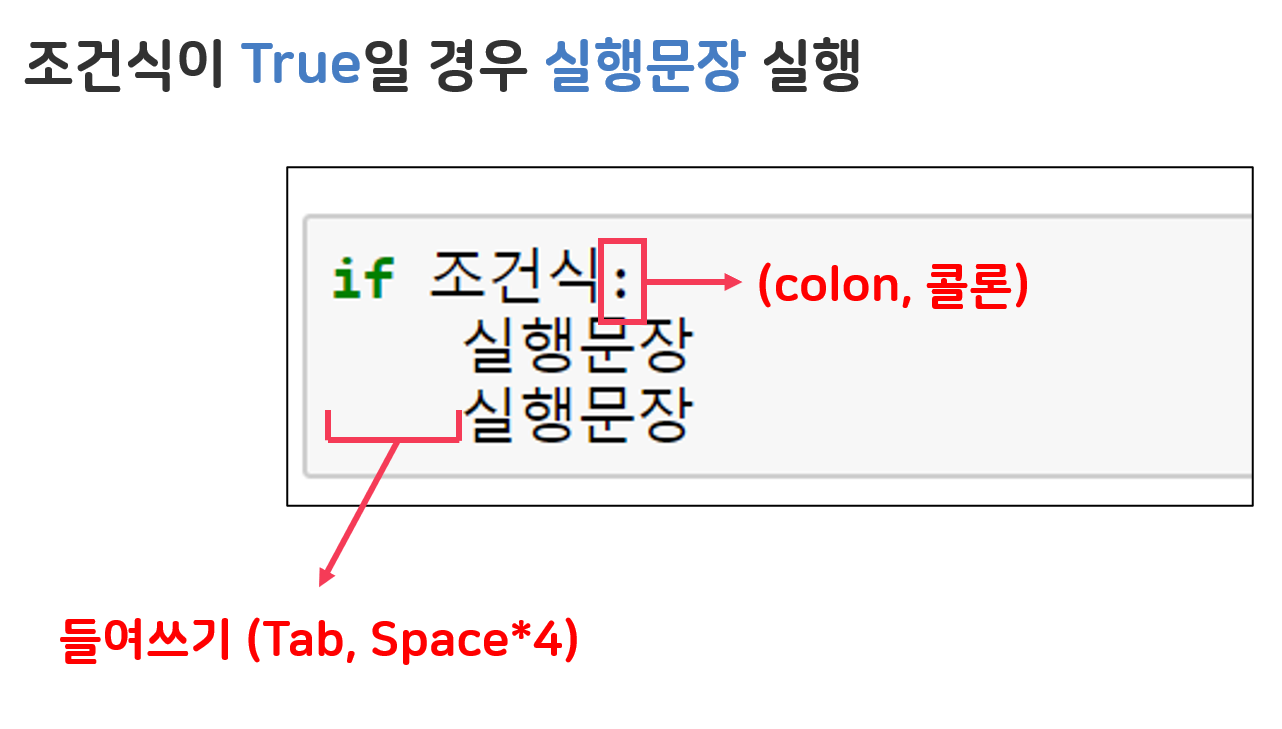 조건식이 True일 경우 실행문장 실행
if 조건식:
(colon, 콜론)
실행문장
실행문장
들여쓰기 (Tab, Space*4)